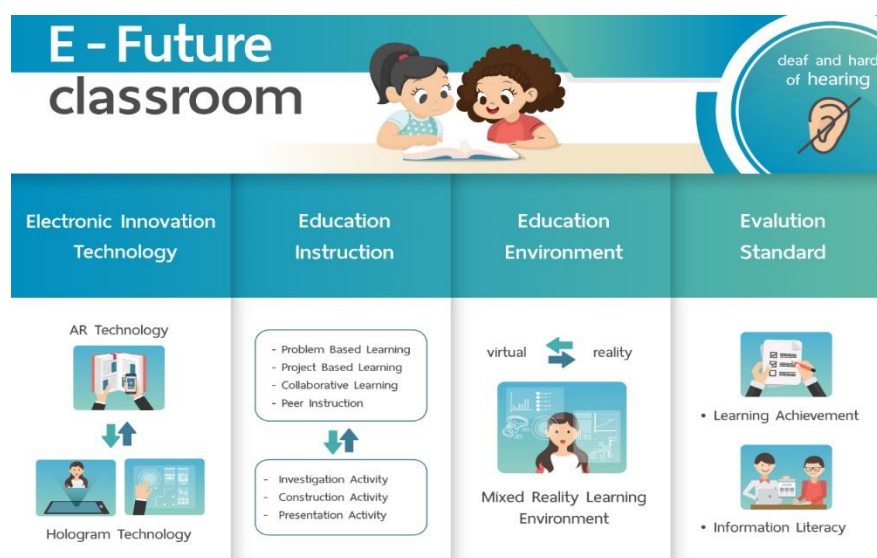 E - Future
classroom
deaf and hard
of hearing
Electronic Innovation
Technology
Education
Instruction
Education
Environment
Evalution
Standard
AR Technology
Hologram Technology
- Problem Based Learning
- Project Based Learning
- Collaborative Learning
- Peer Instruction
- Investigation Activity
- Construction Activity
- Presentation Activity
virtual
reality
Mixed Reality Learning
Environment
• Learning Achievement
• Information Literacy